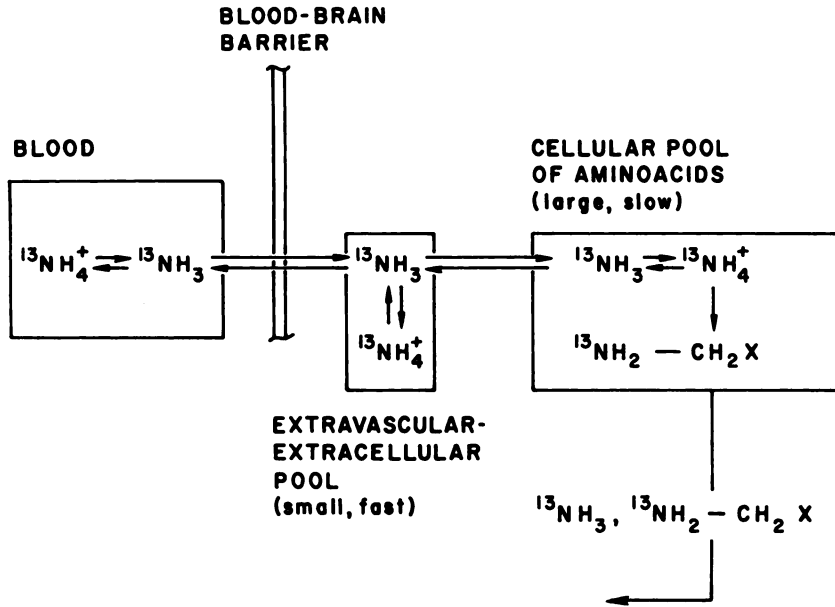 BLOOD-BRAIN
BARRIER
BLOOD
¹³NH₄⁺ ⇄ ¹³NH₃
¹³NH₃
¹³NH₄⁺
EXTRAVASCULAR-
EXTRACELLULAR
POOL
(small, fast)
CELLULAR POOL
OF AMINOACIDS
(large, slow)
¹³NH₃ ⇄ ¹³NH₄⁺
¹³NH₂ — CH₂X
¹³NH₃, ¹³NH₂ — CH₂ X